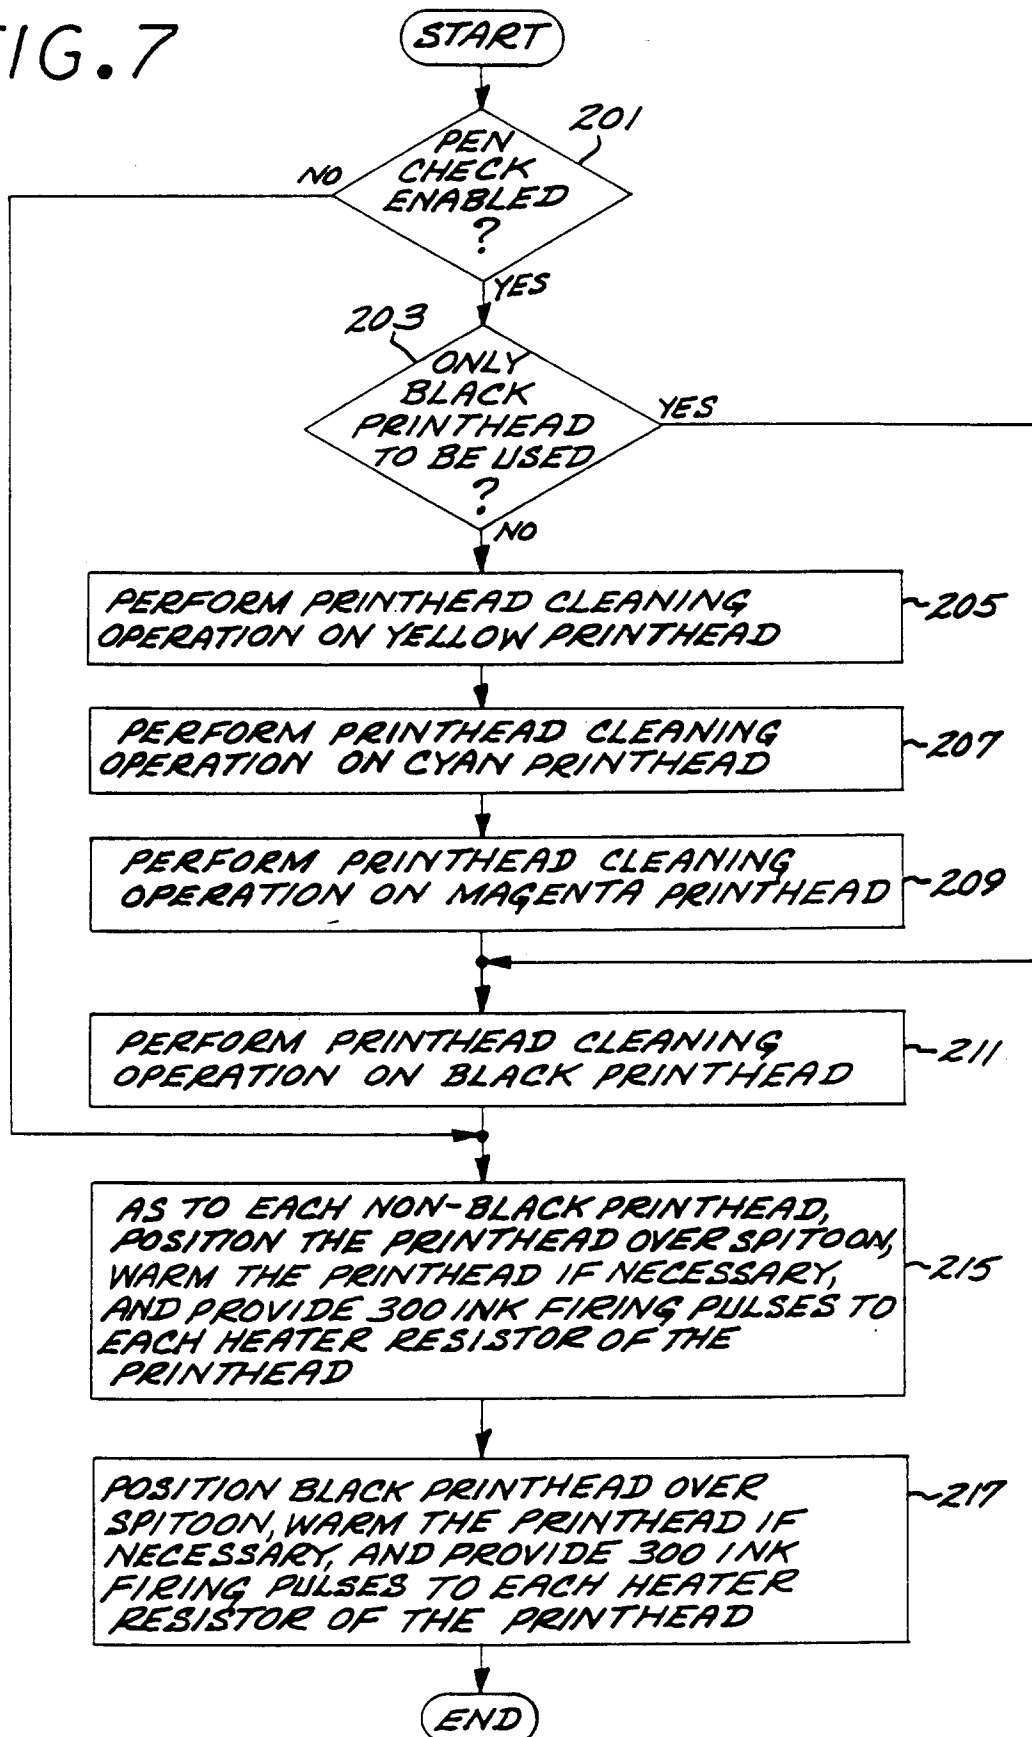 FIG. 7
START
201
PEN
CHECK
ENABLED
?
NO
YES
203
ONLY
BLACK
PRINTHEAD
TO BE USED
?
YES
NO
PERFORM PRINTHEAD CLEANING
OPERATION ON YELLOW PRINTHEAD
205
PERFORM PRINTHEAD CLEANING
OPERATION ON CYAN PRINTHEAD
207
PERFORM PRINTHEAD CLEANING
OPERATION ON MAGENTA PRINTHEAD
209
PERFORM PRINTHEAD CLEANING
OPERATION ON BLACK PRINTHEAD
211
AS TO EACH NON-BLACK PRINTHEAD,
POSITION THE PRINTHEAD OVER SPITOON,
WARM THE PRINTHEAD IF NECESSARY,
AND PROVIDE 300 INK FIRING PULSES TO
EACH HEATER RESISTOR OF THE
PRINTHEAD
215
POSITION BLACK PRINTHEAD OVER
SPITOON, WARM THE PRINTHEAD IF
NECESSARY, AND PROVIDE 300 INK
FIRING PULSES TO EACH HEATER
RESISTOR OF THE PRINTHEAD
217
END